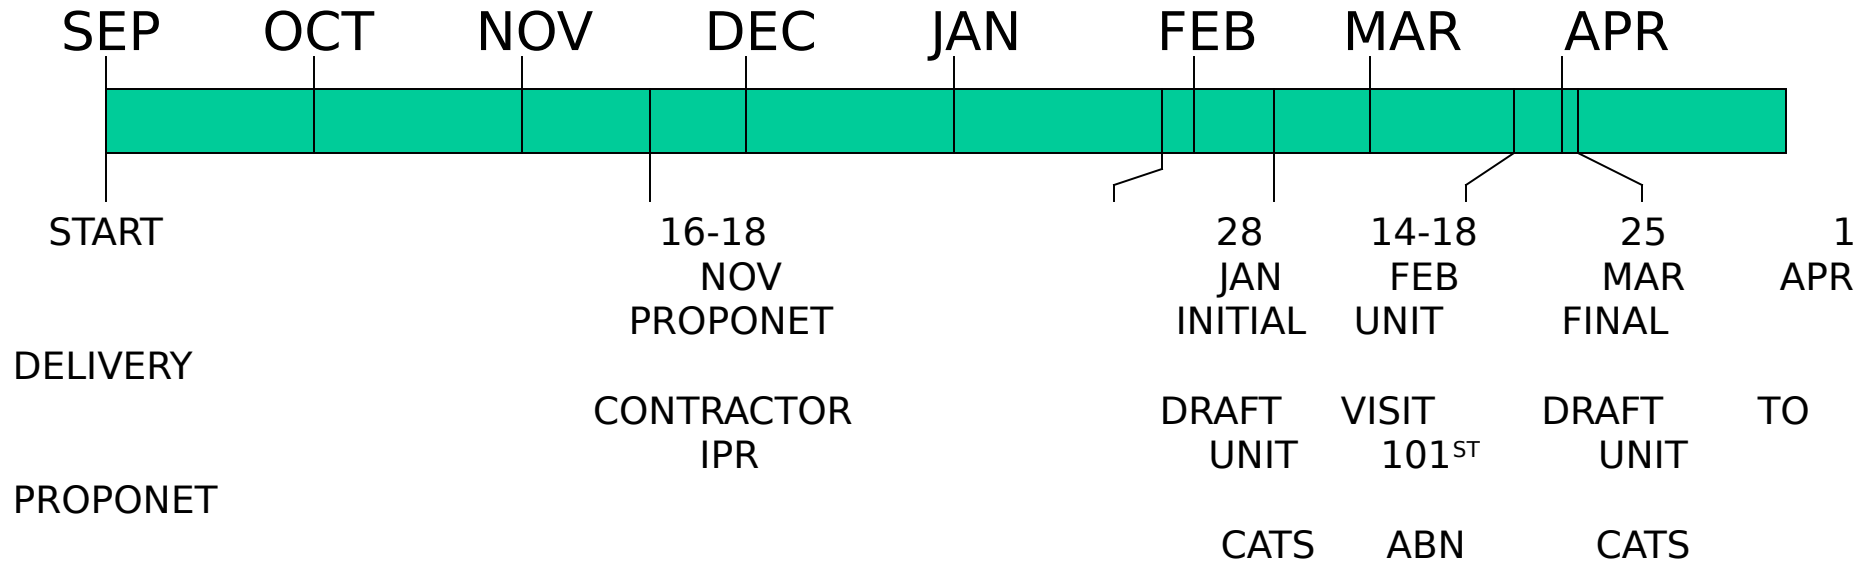 SEP OCT NOV DEC JAN FEB MAR APR
START 16-18 28 14-18 25 1
NOV JAN FEB MAR APR
PROPONET INITIAL UNIT FINAL
DELIVERY
CONTRACTOR DRAFT VISIT DRAFT TO
IPR UNIT 101ST UNIT
PROPONET
CATS ABN CATS